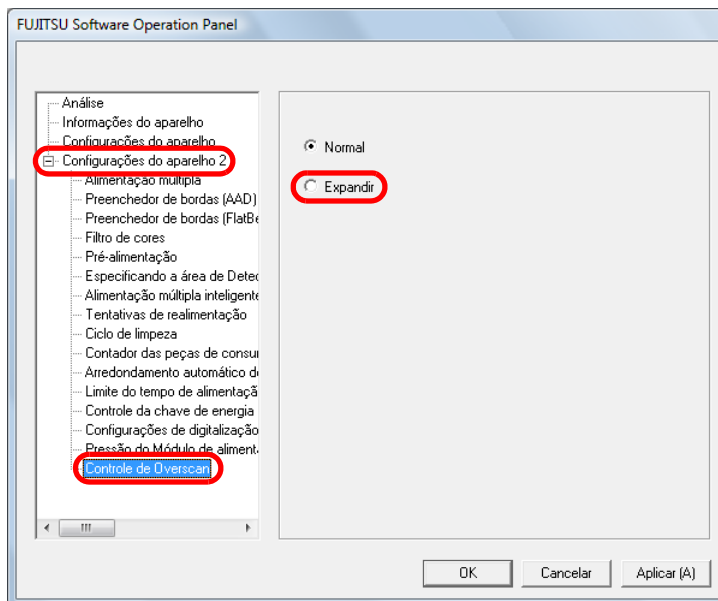 FUJITSU Software Operation Panel
Análise
Informações do aparelho
Configurações do aparelho
Configurações do aparelho 2
Alimentação múltipla
Preenchedor de bordas (AAD)
Preenchedor de bordas (FlatBe
Filtro de cores
Pré-alimentação
Especificando a área de Detec
Alimentação múltipla inteligente
Tentativas de realimentação
Ciclo de limpeza
Contador das peças de consu
Arredondamento automático d
Limite do tempo de alimentaçã
Controle da chave de energia
Configurações de digitalização
Pressão do Módulo de aliment
Controle de Overscan
Normal
Expandir
OK
Cancelar
Aplicar (A)